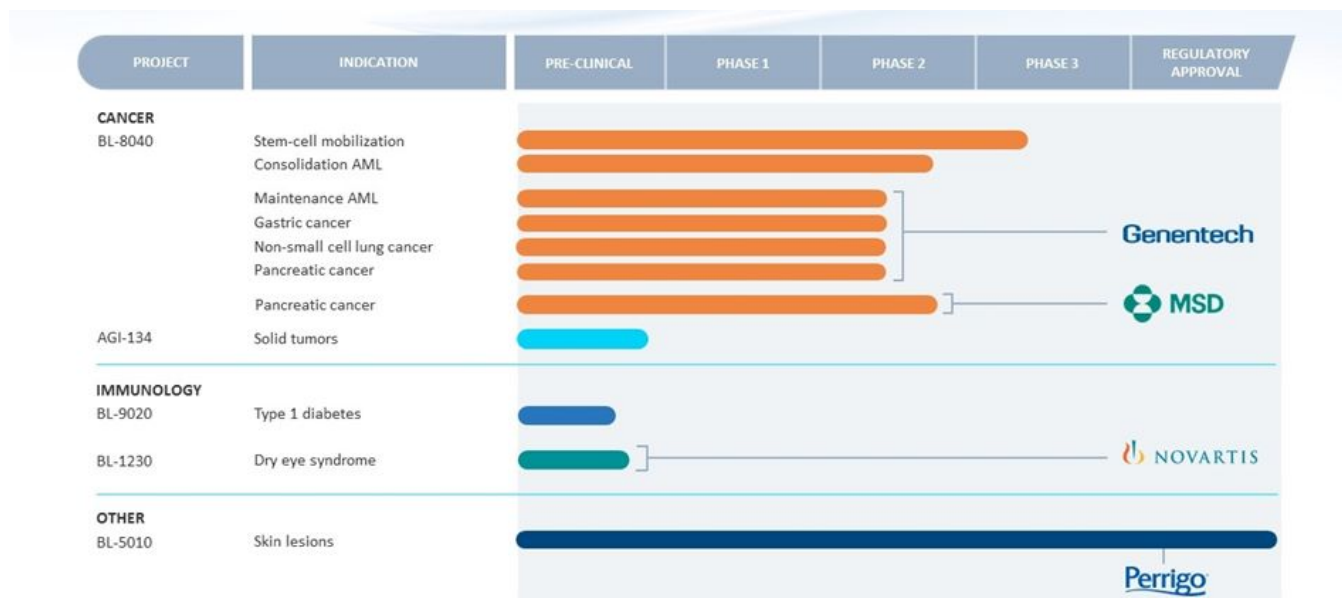 PROJECT INDICATION PRE-CLINICAL PHASE 1 PHASE 2 PHASE 3 REGULATORY APPROVAL
CANCER
BL-8040 Stem-cell mobilization
Consolidation AML
Maintenance AML
Gastric cancer
Genentech
Non-small cell lung cancer
Pancreatic cancer
Pancreatic cancer MSD
AGI-134 Solid tumors
IMMUNOLOGY
BL-9020 Type 1 diabetes
BL-1230 Dry eye syndrome NOVARTIS
OTHER
BL-5010 Skin lesions
Perrigo